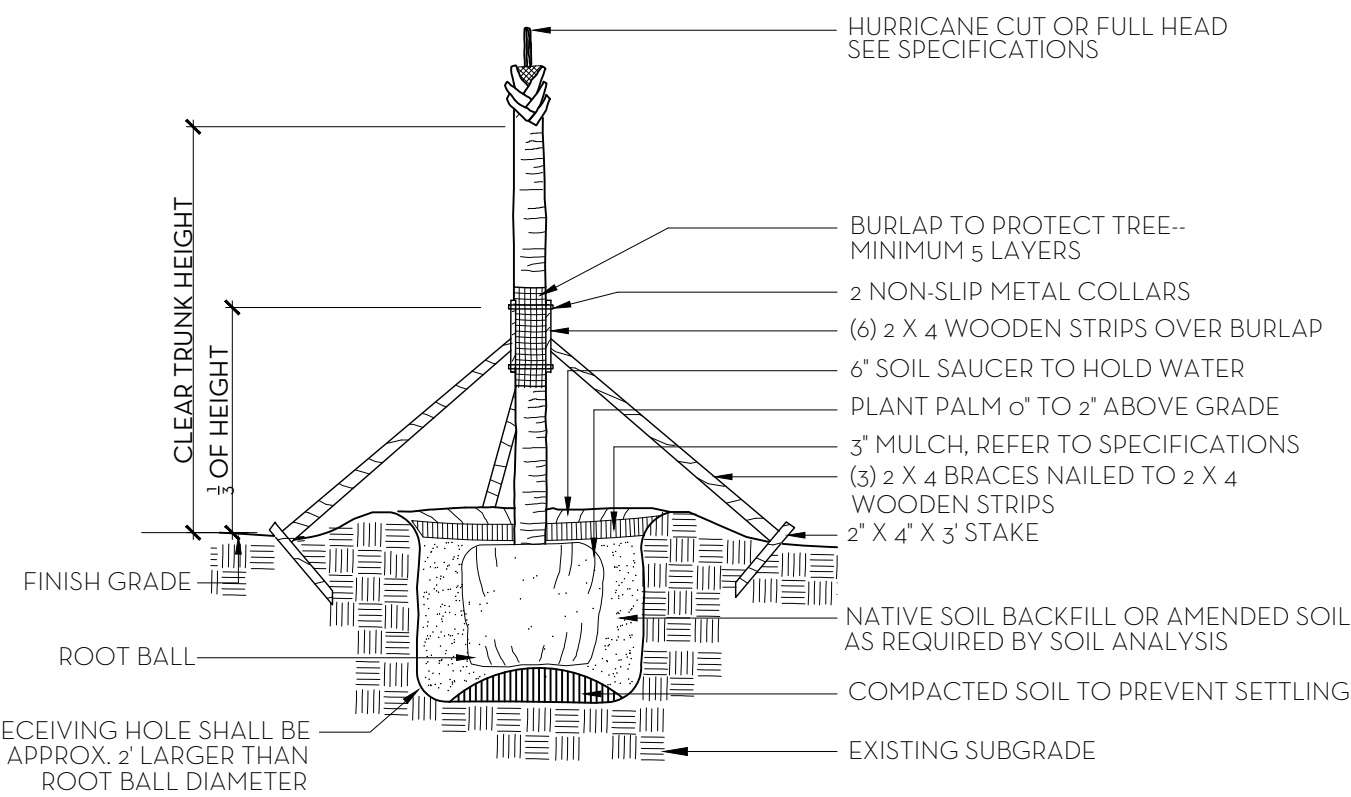 HURRICANE CUT OR FULL HEAD
SEE SPECIFICATIONS
BURLAP TO PROTECT TREE--
MINIMUM 5 LAYERS
2 NON-SLIP METAL COLLARS
(6) 2 X 4 WOODEN STRIPS OVER BURLAP
6" SOIL SAUCER TO HOLD WATER
PLANT PALM 0" TO 2" ABOVE GRADE
3" MULCH, REFER TO SPECIFICATIONS
(3) 2 X 4 BRACES NAILED TO 2 X 4
WOODEN STRIPS
2" X 4" X 3' STAKE
NATIVE SOIL BACKFILL OR AMENDED SOIL
AS REQUIRED BY SOIL ANALYSIS
COMPACTED SOIL TO PREVENT SETTLING
EXISTING SUBGRADE
CLEAR TRUNK HEIGHT
1/3 OF HEIGHT
FINISH GRADE
ROOT BALL
ECEIVING HOLE SHALL BE
APPROX. 2' LARGER THAN
ROOT BALL DIAMETER